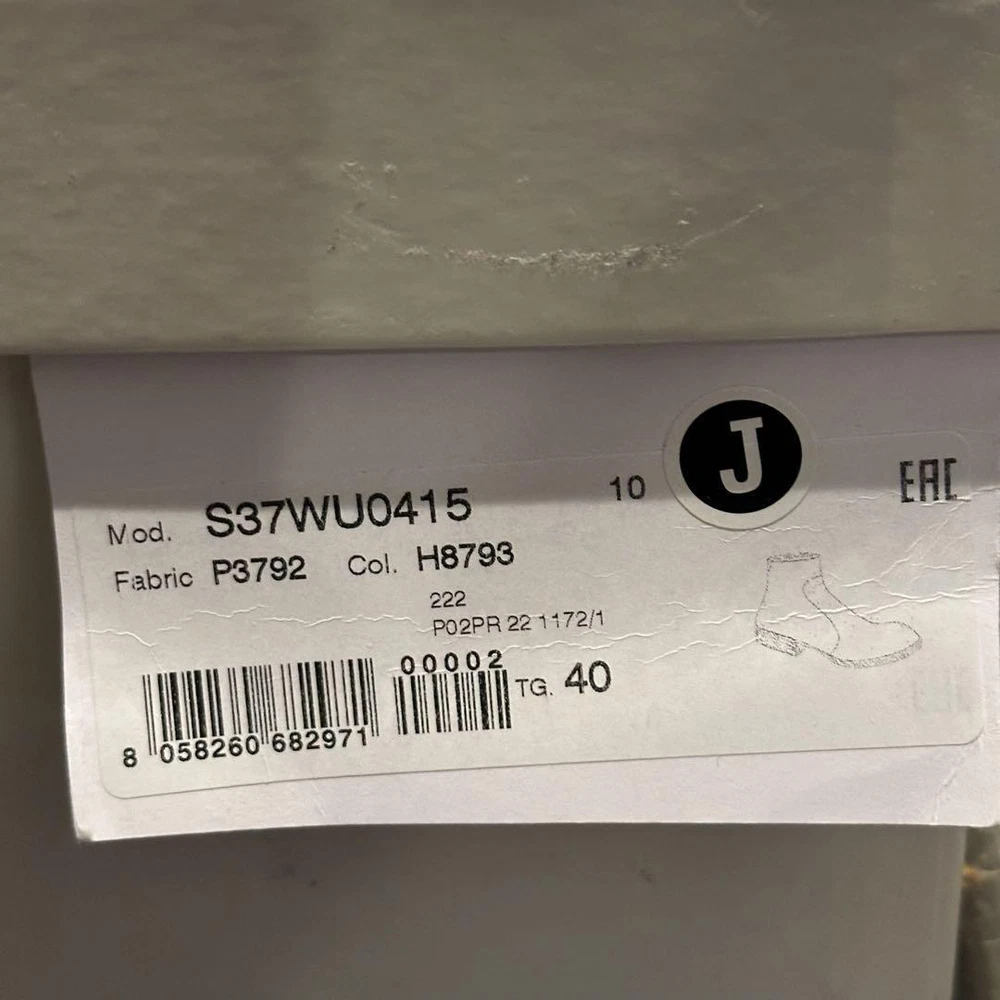 Mod. S37WU0415 10 J EAC
Fabric P3792 Col. H8793
222
P02PR 22 1172/1
00002
TG. 40
8 058260 682971